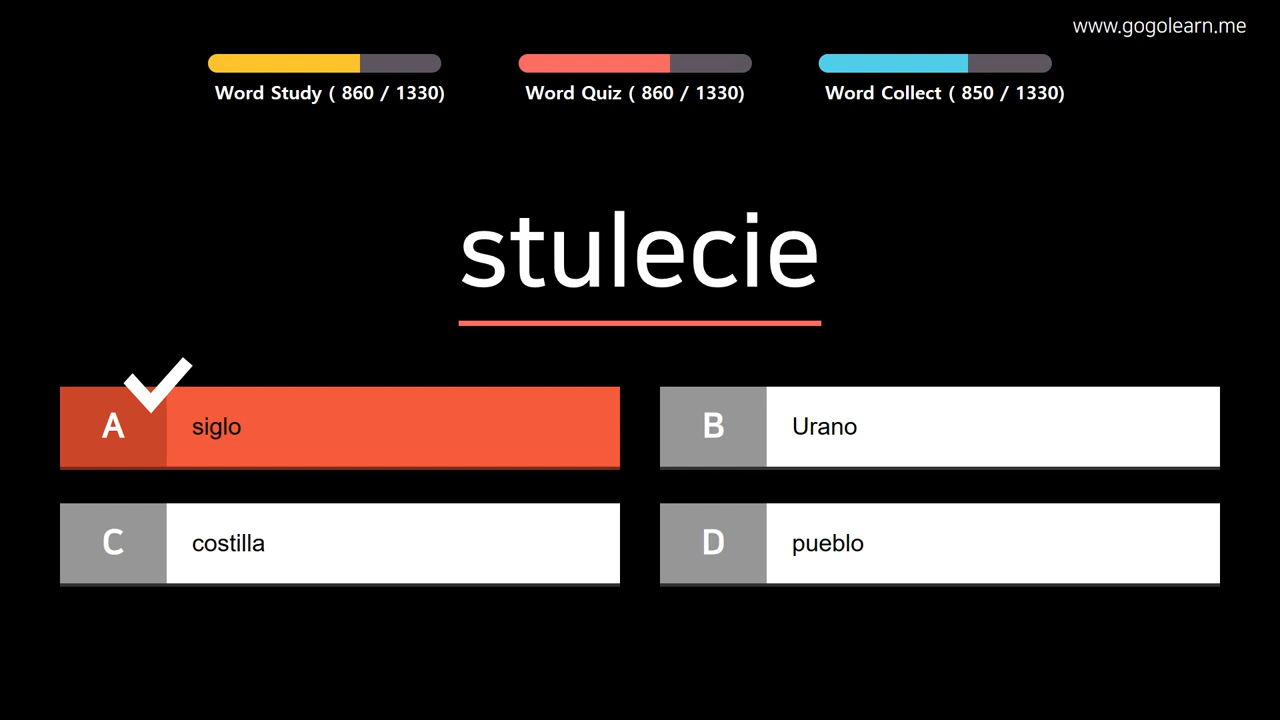 www.gogolearn.me
Word Study ( 860 / 1330)
Word Quiz ( 860 / 1330)
Word Collect ( 850 / 1330)
stulecie
A siglo
B Urano
C costilla
D pueblo